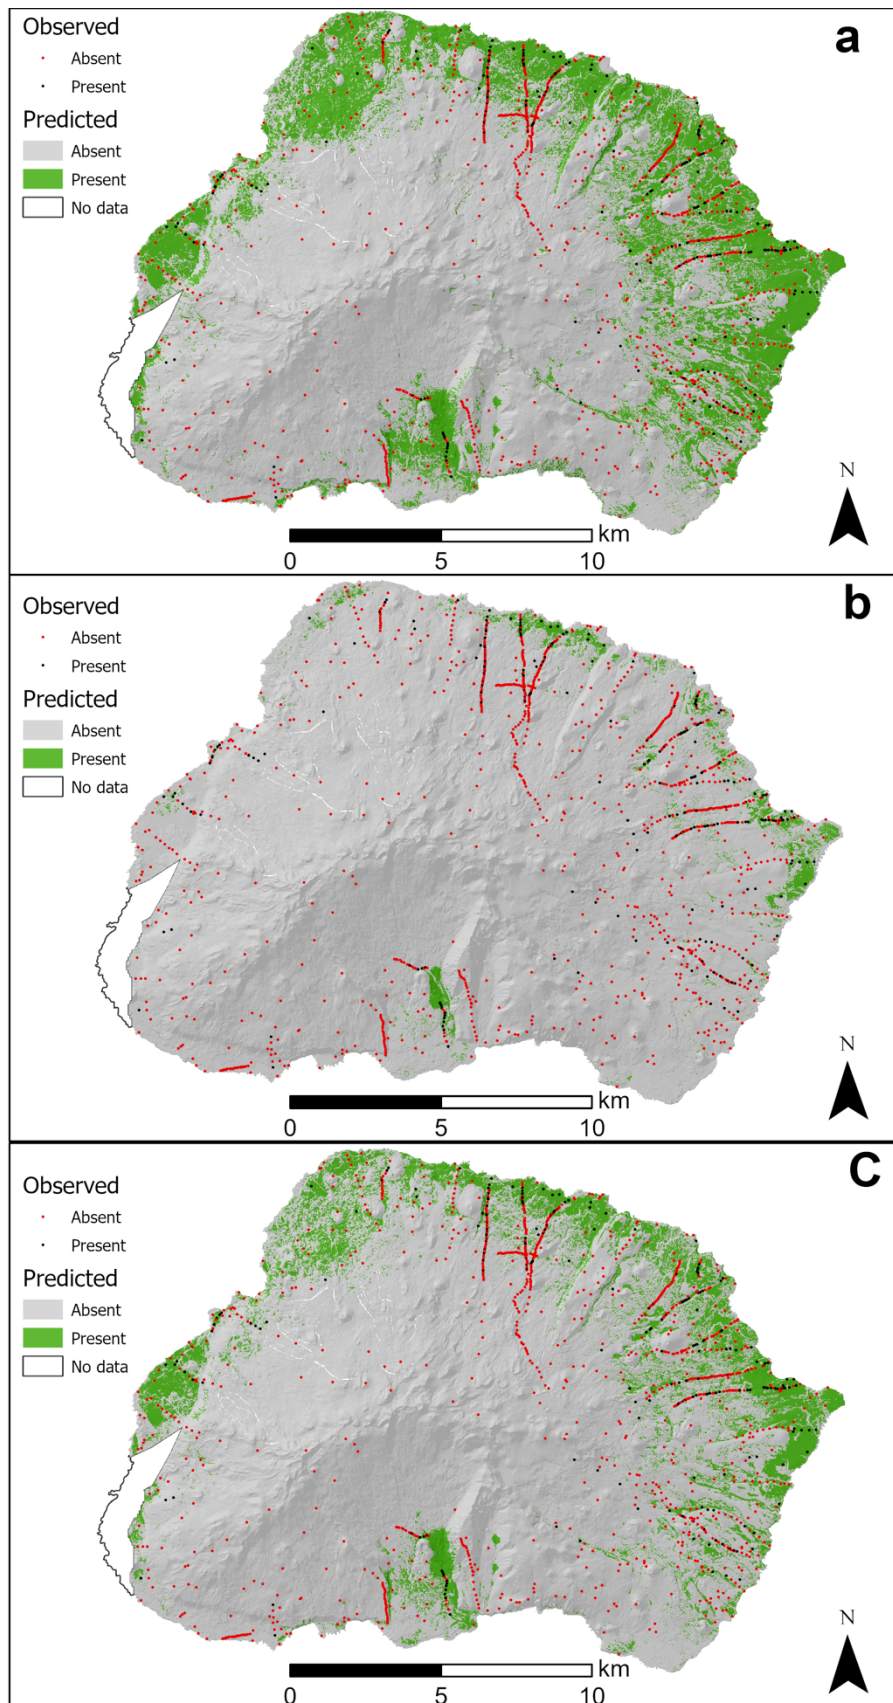 Observed
Absent
Present
Predicted
Absent
Present
No data
a
N
km
0 5 10
Observed
Absent
Present
Predicted
Absent
Present
No data
b
N
km
0 5 10
Observed
Absent
Present
Predicted
Absent
Present
No data
C
N
km
0 5 10